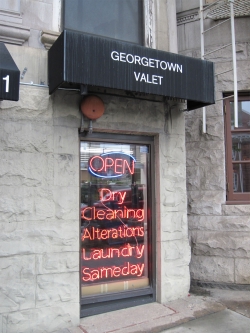 GEORGETOWN
VALET
1
OPEN
Dry
Cleaning
Alterations
Laundry
Sameday